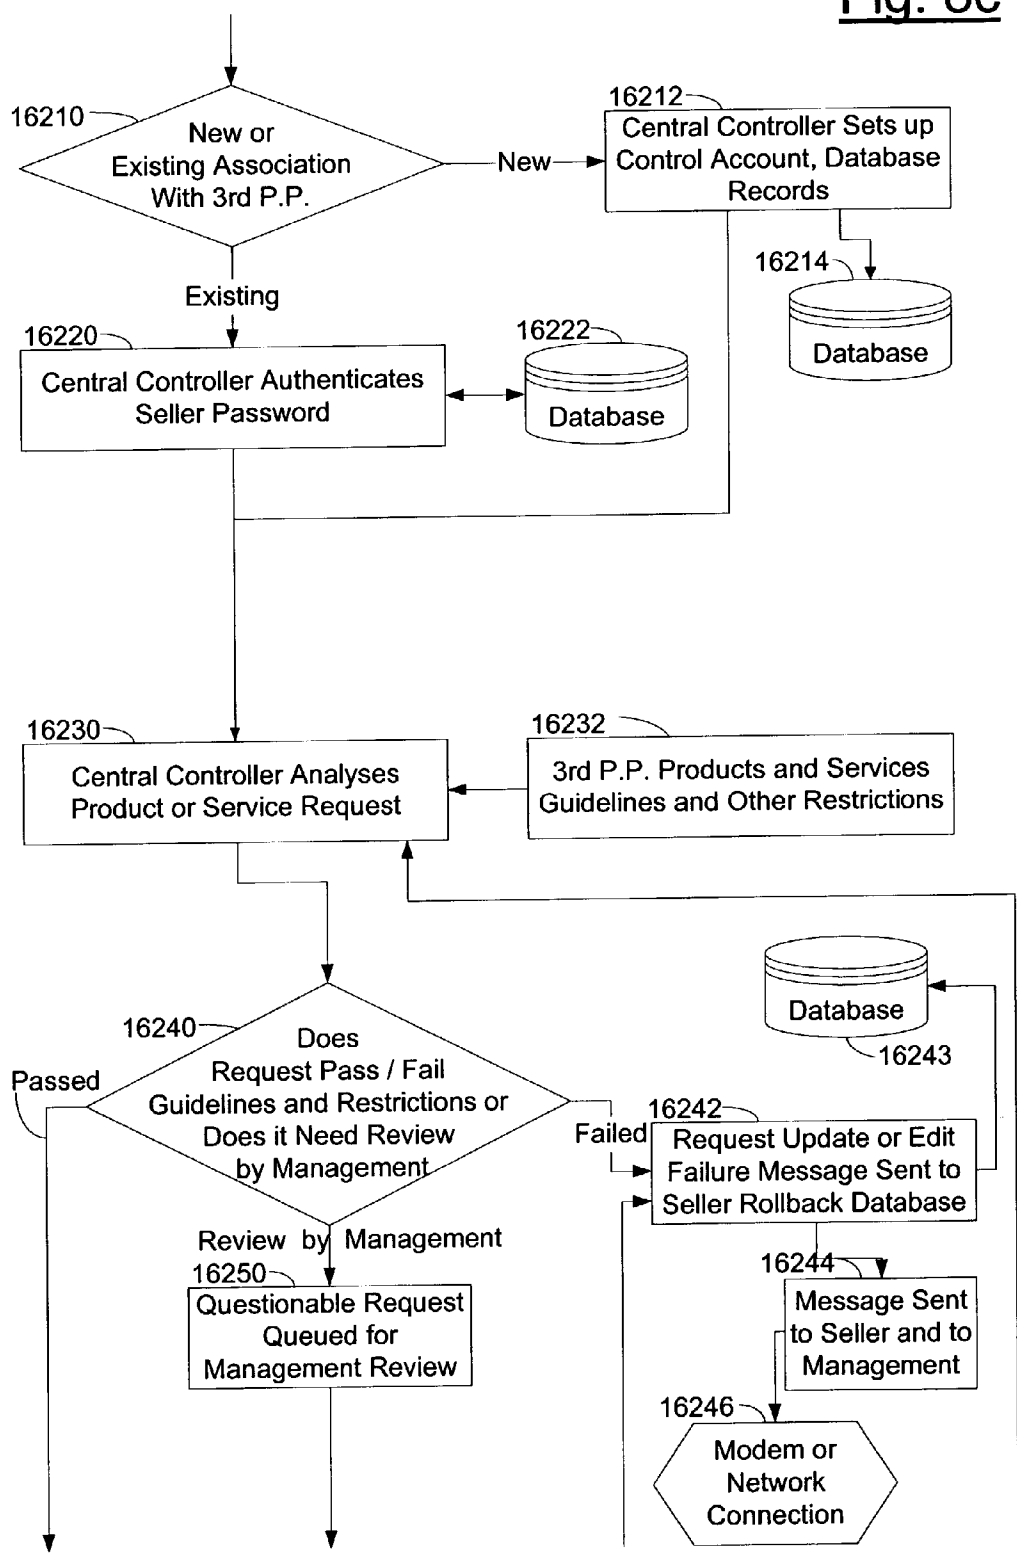 Fig. 8c
16210
New or
Existing Association
With 3rd P.P.
New
16212
Central Controller Sets up
Control Account, Database
Records
16214
Database
Existing
16220
Central Controller Authenticates
Seller Password
16222
Database
16230
Central Controller Analyses
Product or Service Request
16232
3rd P.P. Products and Services
Guidelines and Other Restrictions
Database
16243
16240
Does
Request Pass / Fail
Guidelines and Restrictions or
Does it Need Review
by Management
Passed
Failed
16242
Request Update or Edit
Failure Message Sent to
Seller Rollback Database
Review by Management
16250
Questionable Request
Queued for
Management Review
16244
Message Sent
to Seller and to
Management
16246
Modem or
Network
Connection